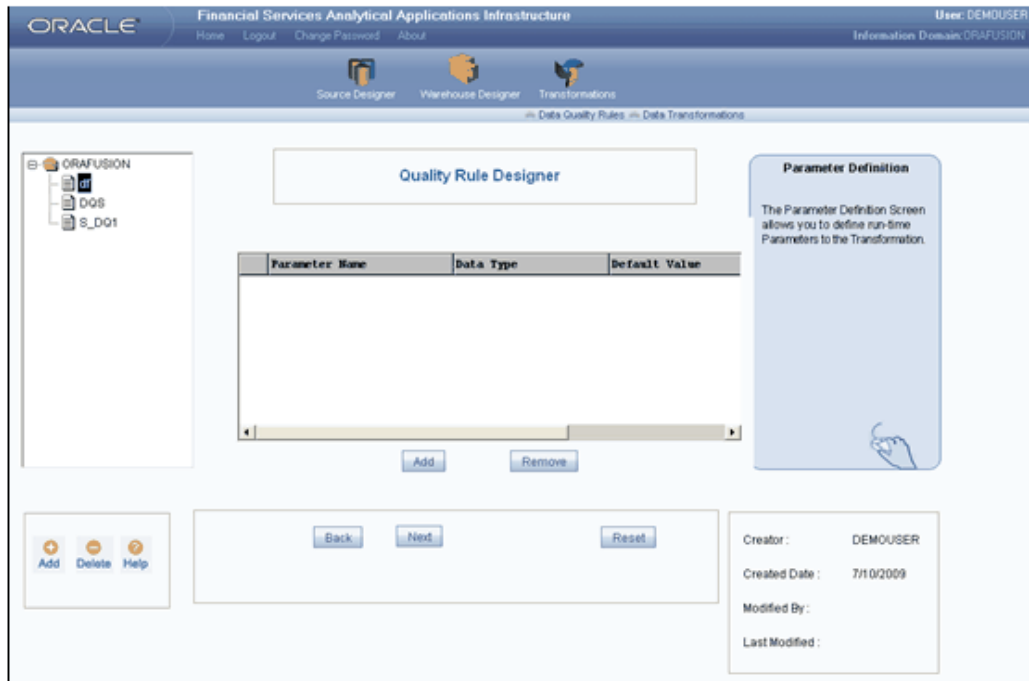 ORACLE
Financial Services Analytical Applications Infrastructure
User: DEMOUSER
Home Logout Change Password About
Information Domain:ORAFUSION
Source Designer Warehouse Designer Transformations
Data Quality Rules Data Transformations
ORAFUSION
df
DQS
S_DQ1
Quality Rule Designer
Parameter Name Data Type Default Value
Add Remove
Parameter Definition
The Parameter Definition Screen
allows you to define run-time
Parameters to the Transformation.
Add Delete Help
Back Next Reset
Creator : DEMOUSER
Created Date : 7/10/2009
Modified By :
Last Modified :